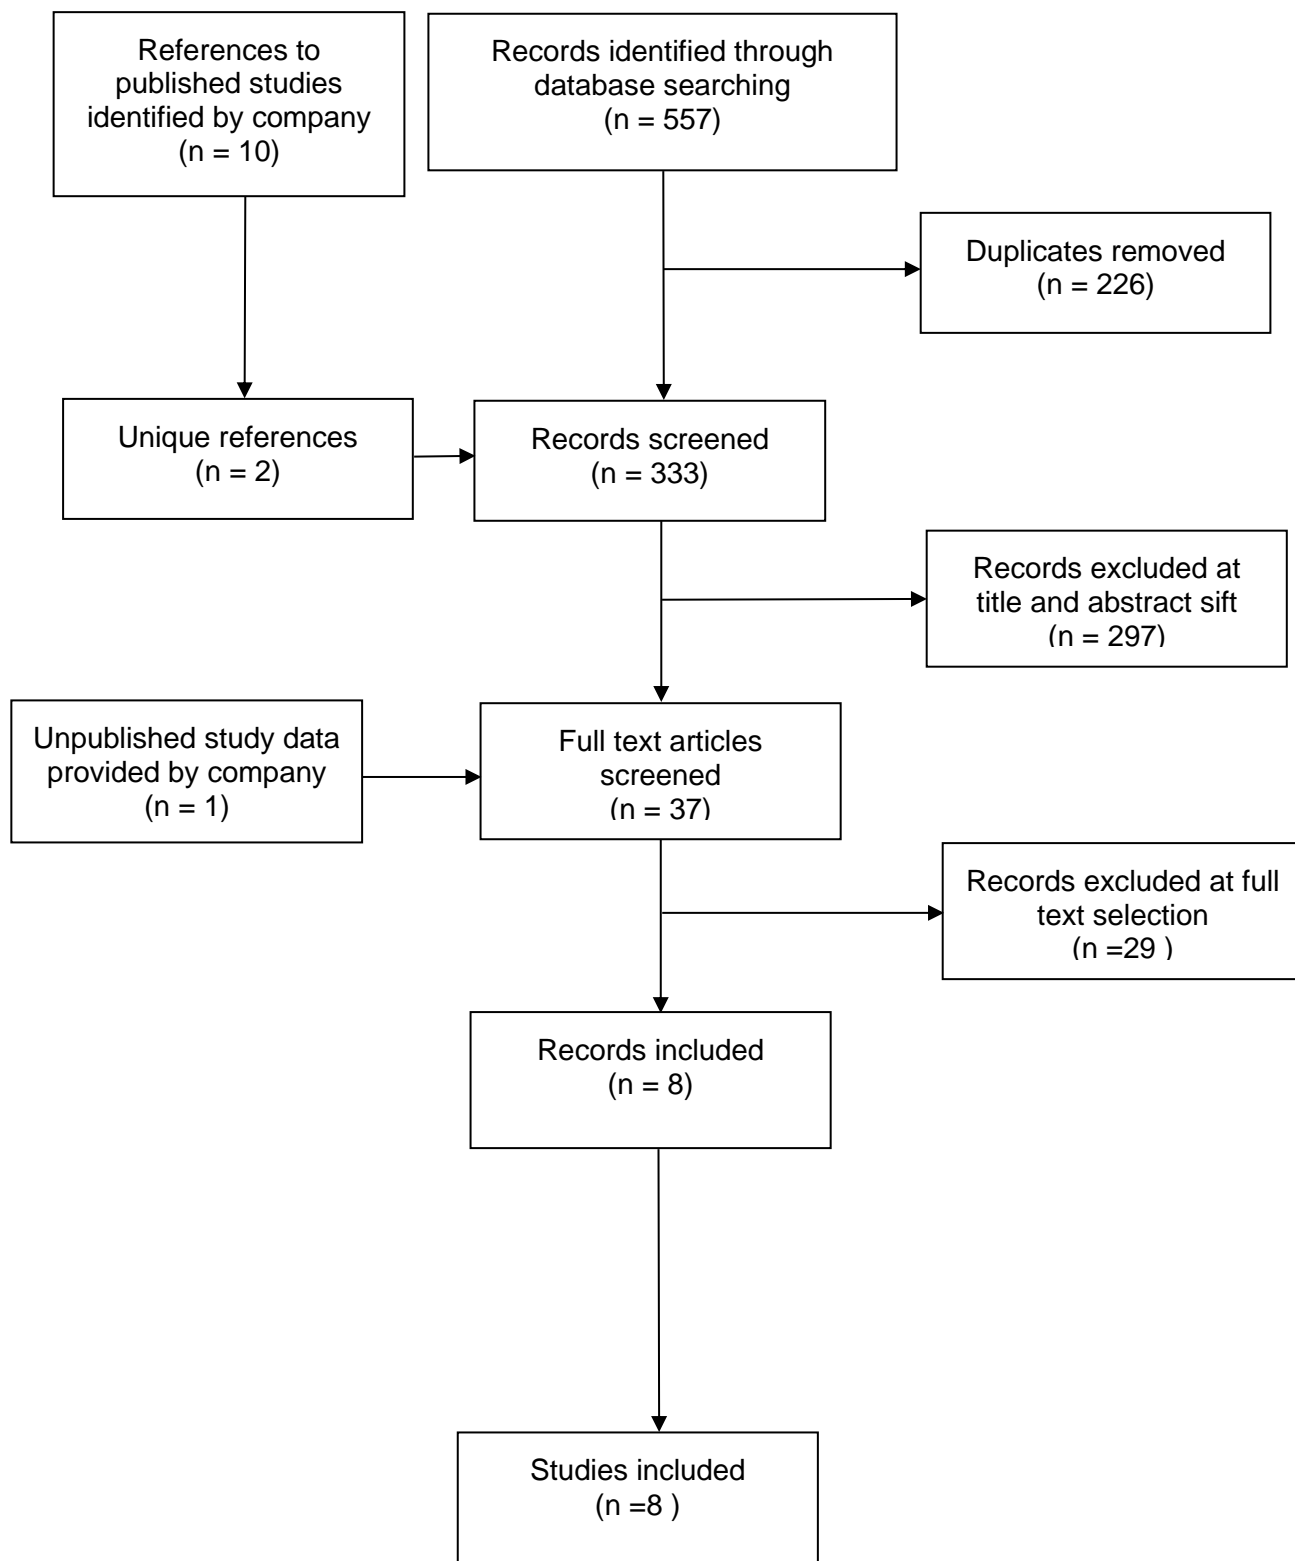 References to
published studies
identified by company
(n = 10)
Records identified through
database searching
(n = 557)
Duplicates removed
(n = 226)
Unique references
(n = 2)
Records screened
(n = 333)
Records excluded at
title and abstract sift
(n = 297)
Unpublished study data
provided by company
(n = 1)
Full text articles
screened
(n = 37)
Records excluded at full
text selection
(n =29 )
Records included
(n = 8)
Studies included
(n =8 )